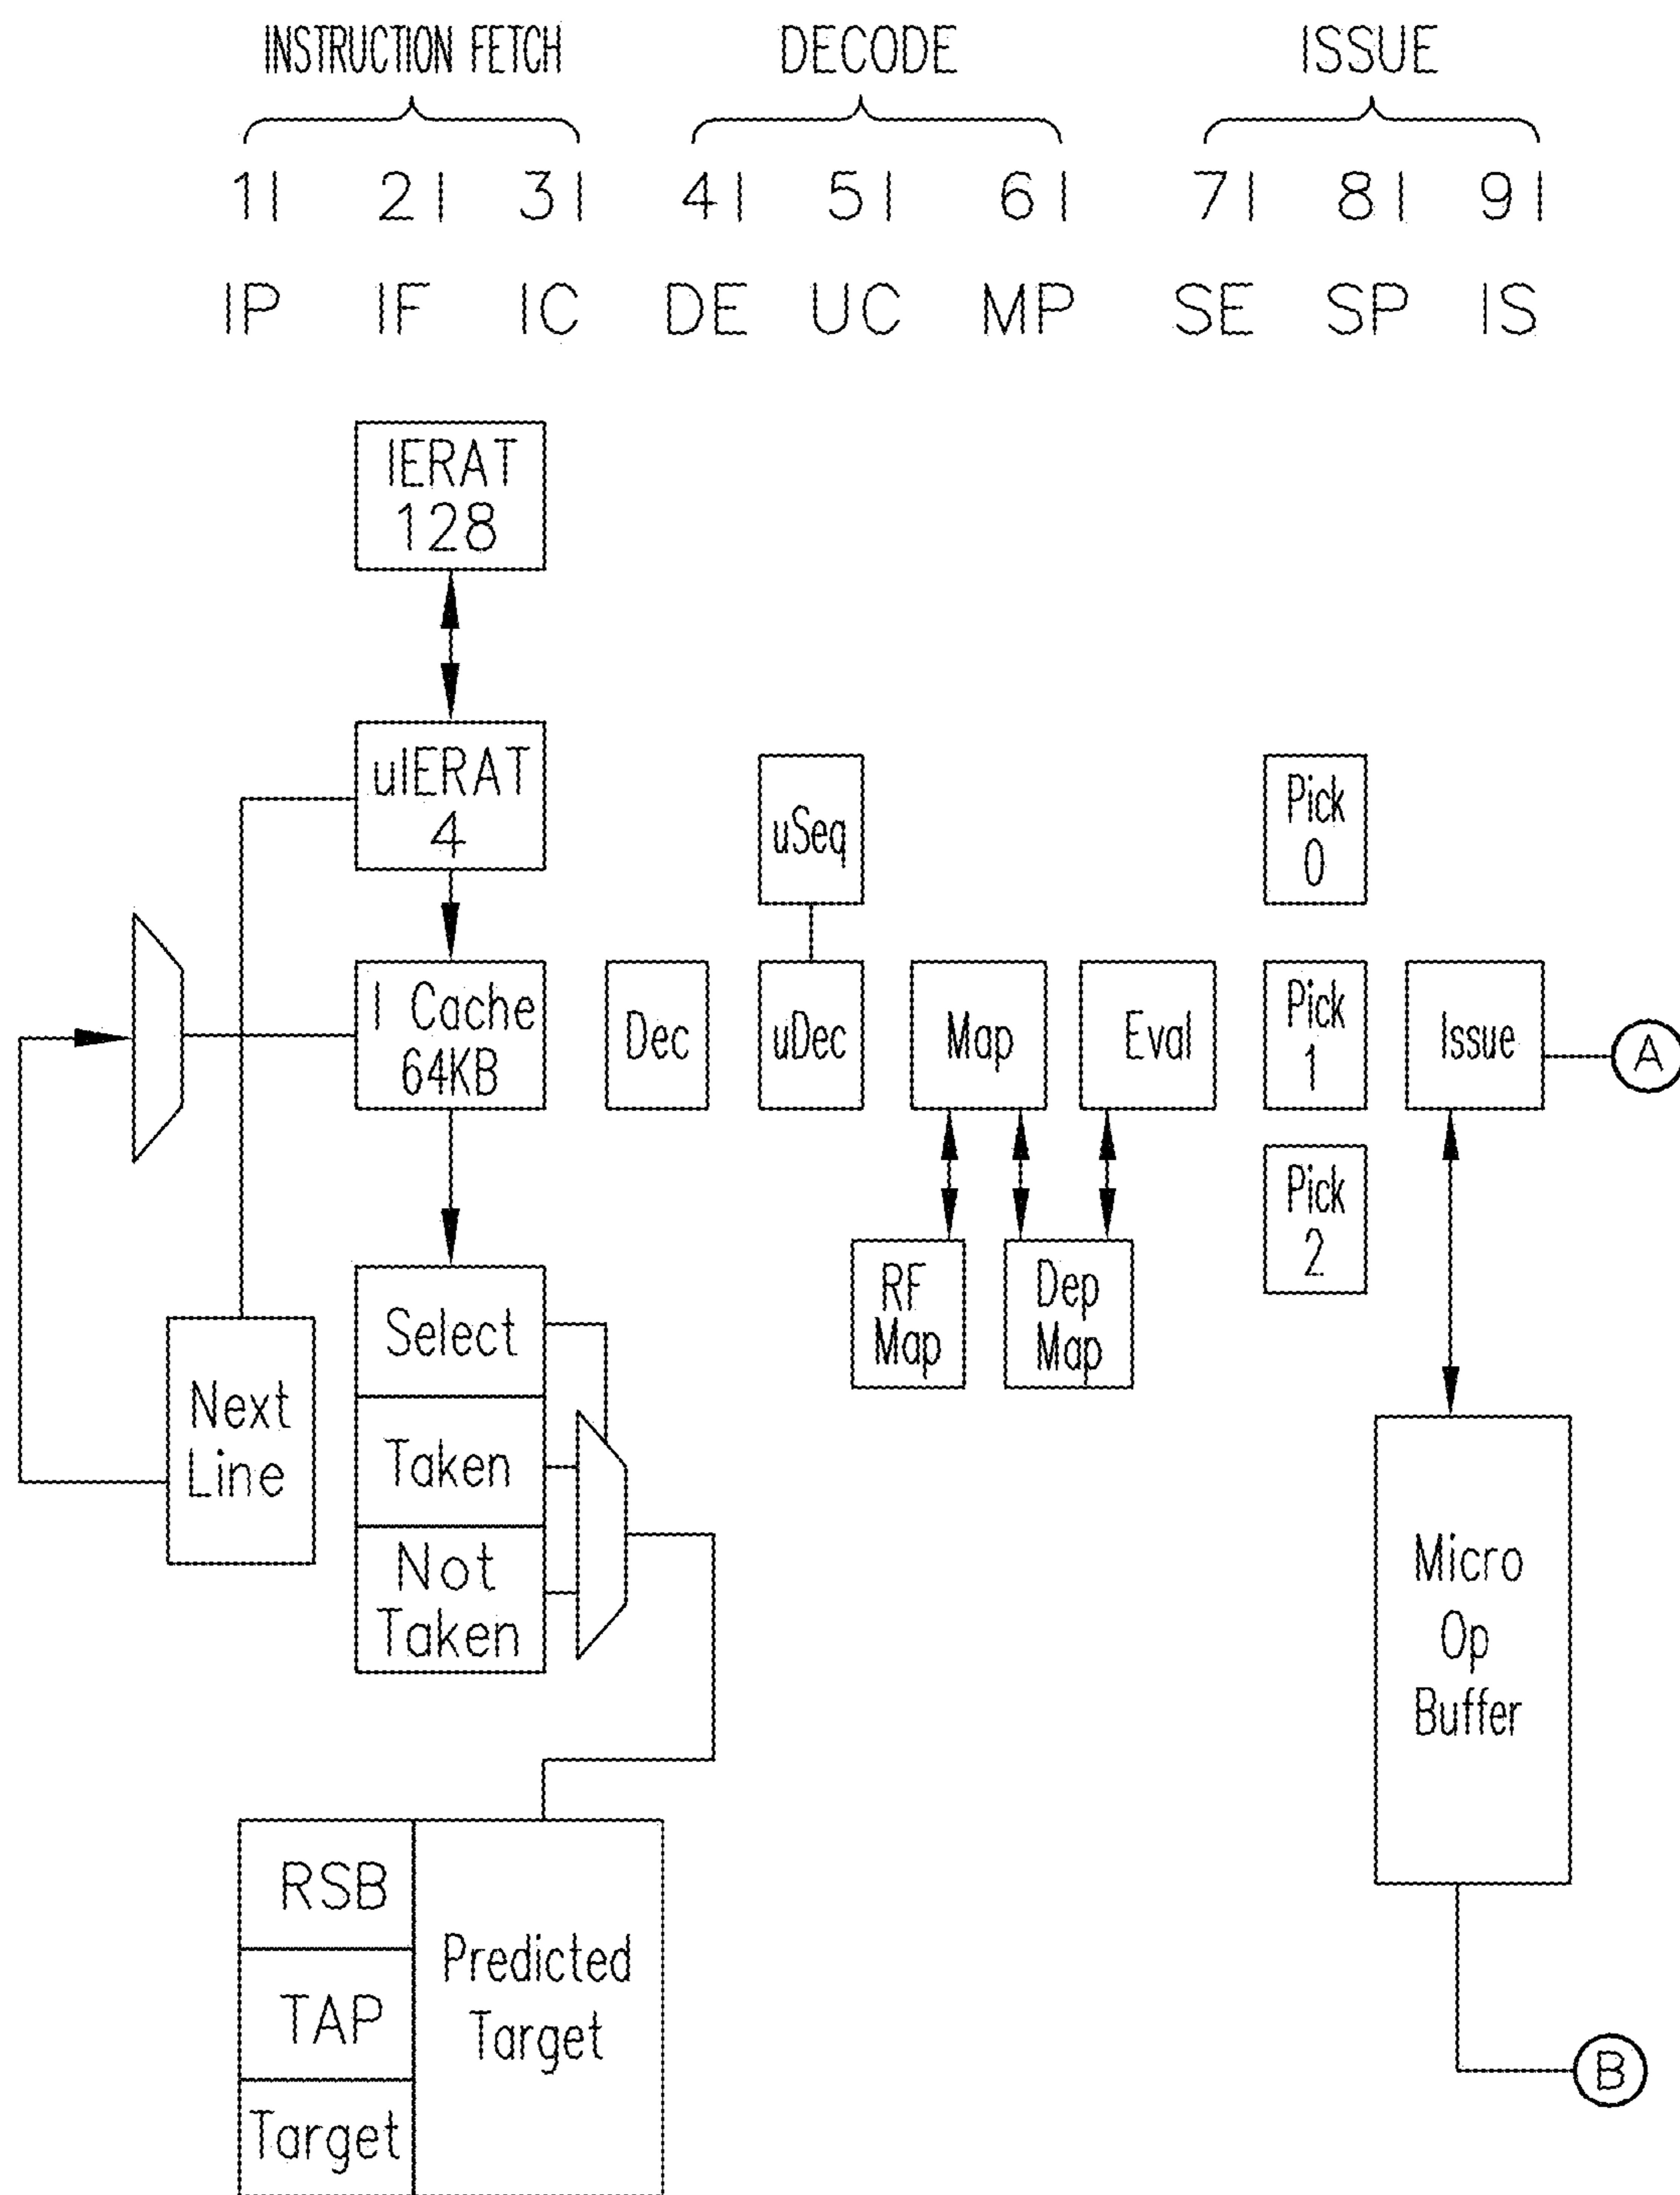 INSTRUCTION FETCH DECODE ISSUE
1| 2| 3| 4| 5| 6| 7| 8| 9|
IP IF IC DE UC MP SE SP IS
IERAT
128
uIERAT
4
uSeq
Pick
0
I Cache
64KB
Dec
uDec
Map
Eval
Pick
1
Issue
A
Pick
2
RF
Map
Dep
Map
Next
Line
Select
Taken
Not
Taken
Micro
Op
Buffer
RSB
TAP
Target
Predicted
Target
B